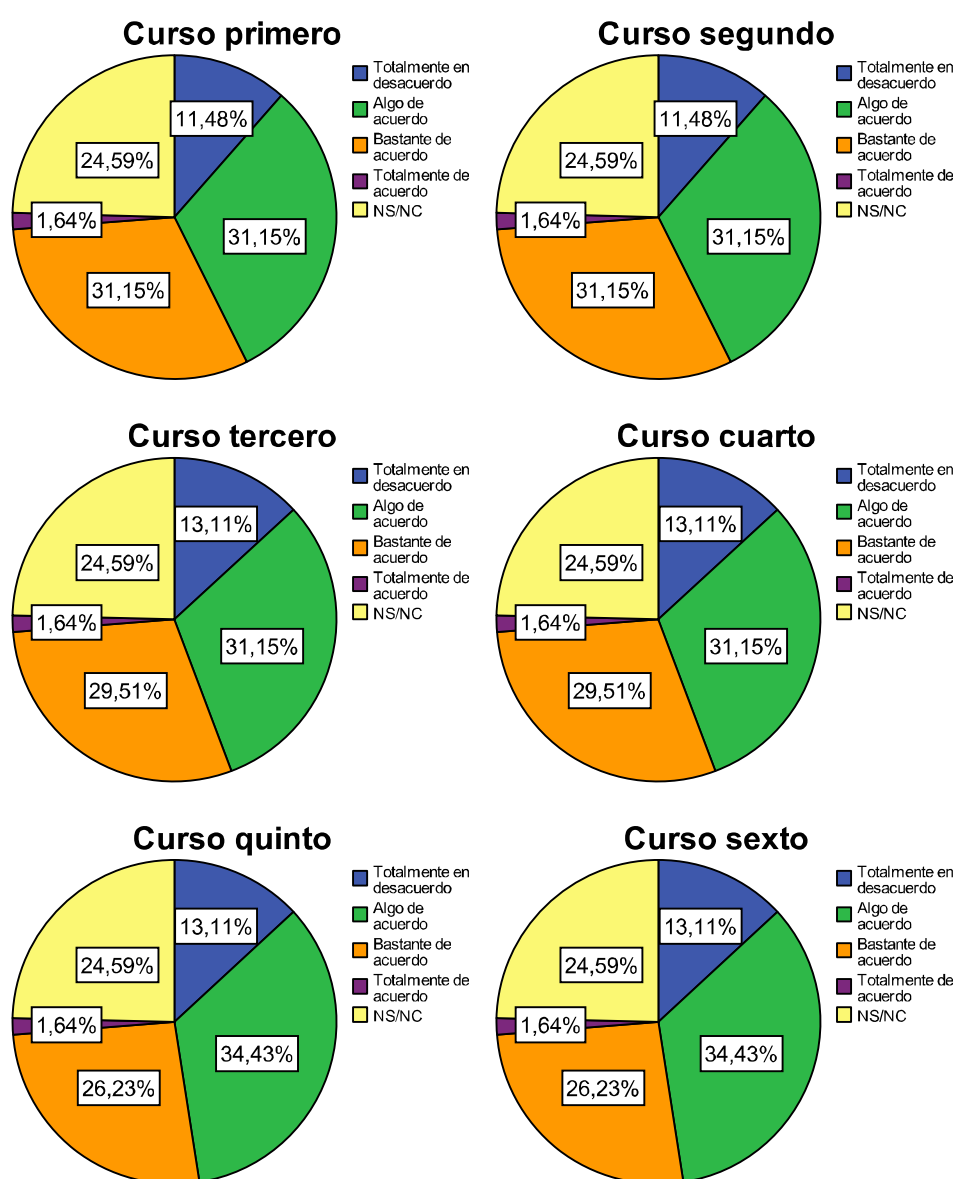 Curso primero
Totalmente en
desacuerdo
Algo de
acuerdo
Bastante de
acuerdo
Totalmente de
acuerdo
NS/NC
11,48%
24,59%
1,64%
31,15%
31,15%
Curso segundo
Totalmente en
desacuerdo
Algo de
acuerdo
Bastante de
acuerdo
Totalmente de
acuerdo
NS/NC
11,48%
24,59%
1,64%
31,15%
31,15%
Curso tercero
Totalmente en
desacuerdo
Algo de
acuerdo
Bastante de
acuerdo
Totalmente de
acuerdo
NS/NC
13,11%
24,59%
1,64%
31,15%
29,51%
Curso cuarto
Totalmente en
desacuerdo
Algo de
acuerdo
Bastante de
acuerdo
Totalmente de
acuerdo
NS/NC
13,11%
24,59%
1,64%
31,15%
29,51%
Curso quinto
Totalmente en
desacuerdo
Algo de
acuerdo
Bastante de
acuerdo
Totalmente de
acuerdo
NS/NC
13,11%
24,59%
1,64%
34,43%
26,23%
Curso sexto
Totalmente en
desacuerdo
Algo de
acuerdo
Bastante de
acuerdo
Totalmente de
acuerdo
NS/NC
13,11%
24,59%
1,64%
34,43%
26,23%